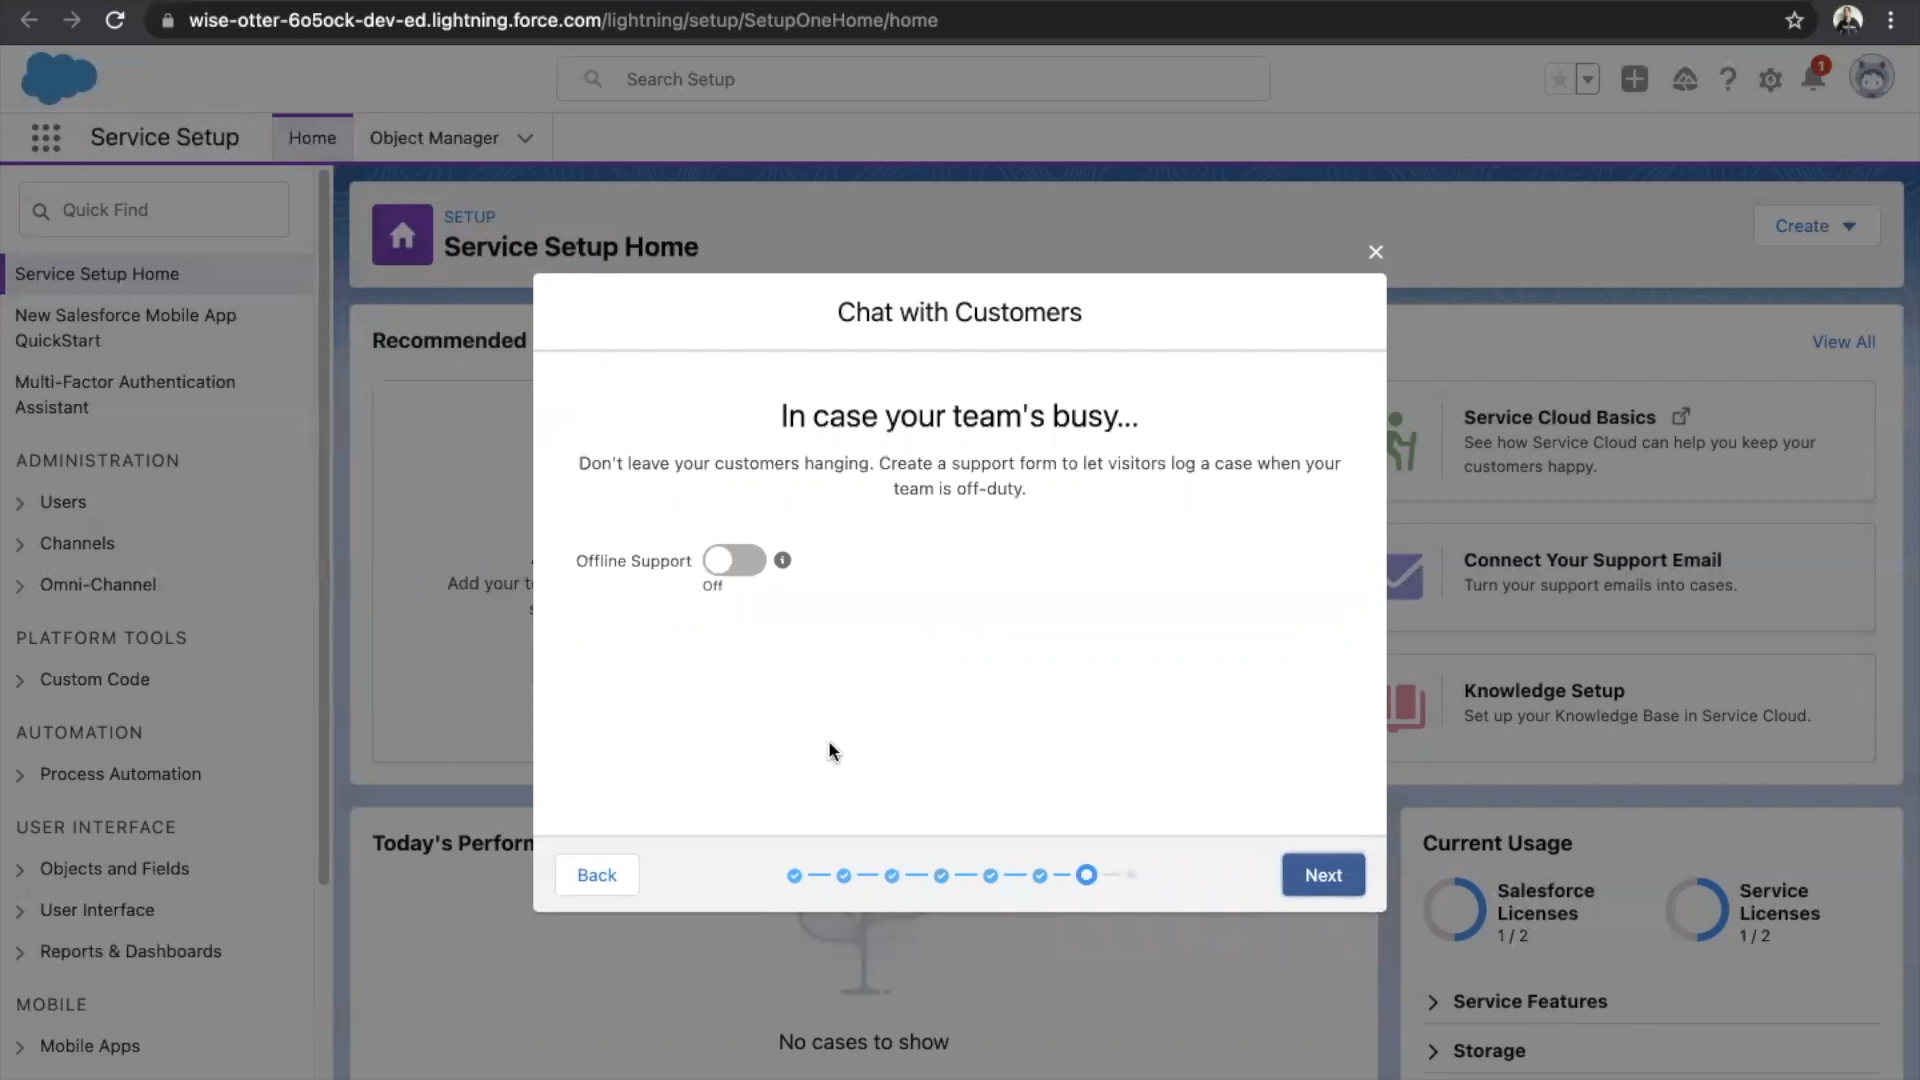 wise-otter-6o5ock-dev-ed.lightning.force.com/lightning/setup/SetupOneHome/home
Search Setup
1
Service Setup
Home
Object Manager
Quick Find
Service Setup Home
New Salesforce Mobile App
QuickStart
Multi-Factor Authentication
Assistant
ADMINISTRATION
Users
Channels
Omni-Channel
PLATFORM TOOLS
Custom Code
AUTOMATION
Process Automation
USER INTERFACE
Objects and Fields
User Interface
Reports & Dashboards
MOBILE
Mobile Apps
SETUP
Service Setup Home
Create
Recommended
View All
Add your t
Chat with Customers
In case your team's busy...
Don't leave your customers hanging. Create a support form to let visitors log a case when your
team is off-duty.
Offline Support
Off
Back
Next
Service Cloud Basics
See how Service Cloud can help you keep your
customers happy.
Connect Your Support Email
Turn your support emails into cases.
Knowledge Setup
Set up your Knowledge Base in Service Cloud.
Today's Perforn
No cases to show
Current Usage
Salesforce
Licenses
1 / 2
Service
Licenses
1 / 2
Service Features
Storage